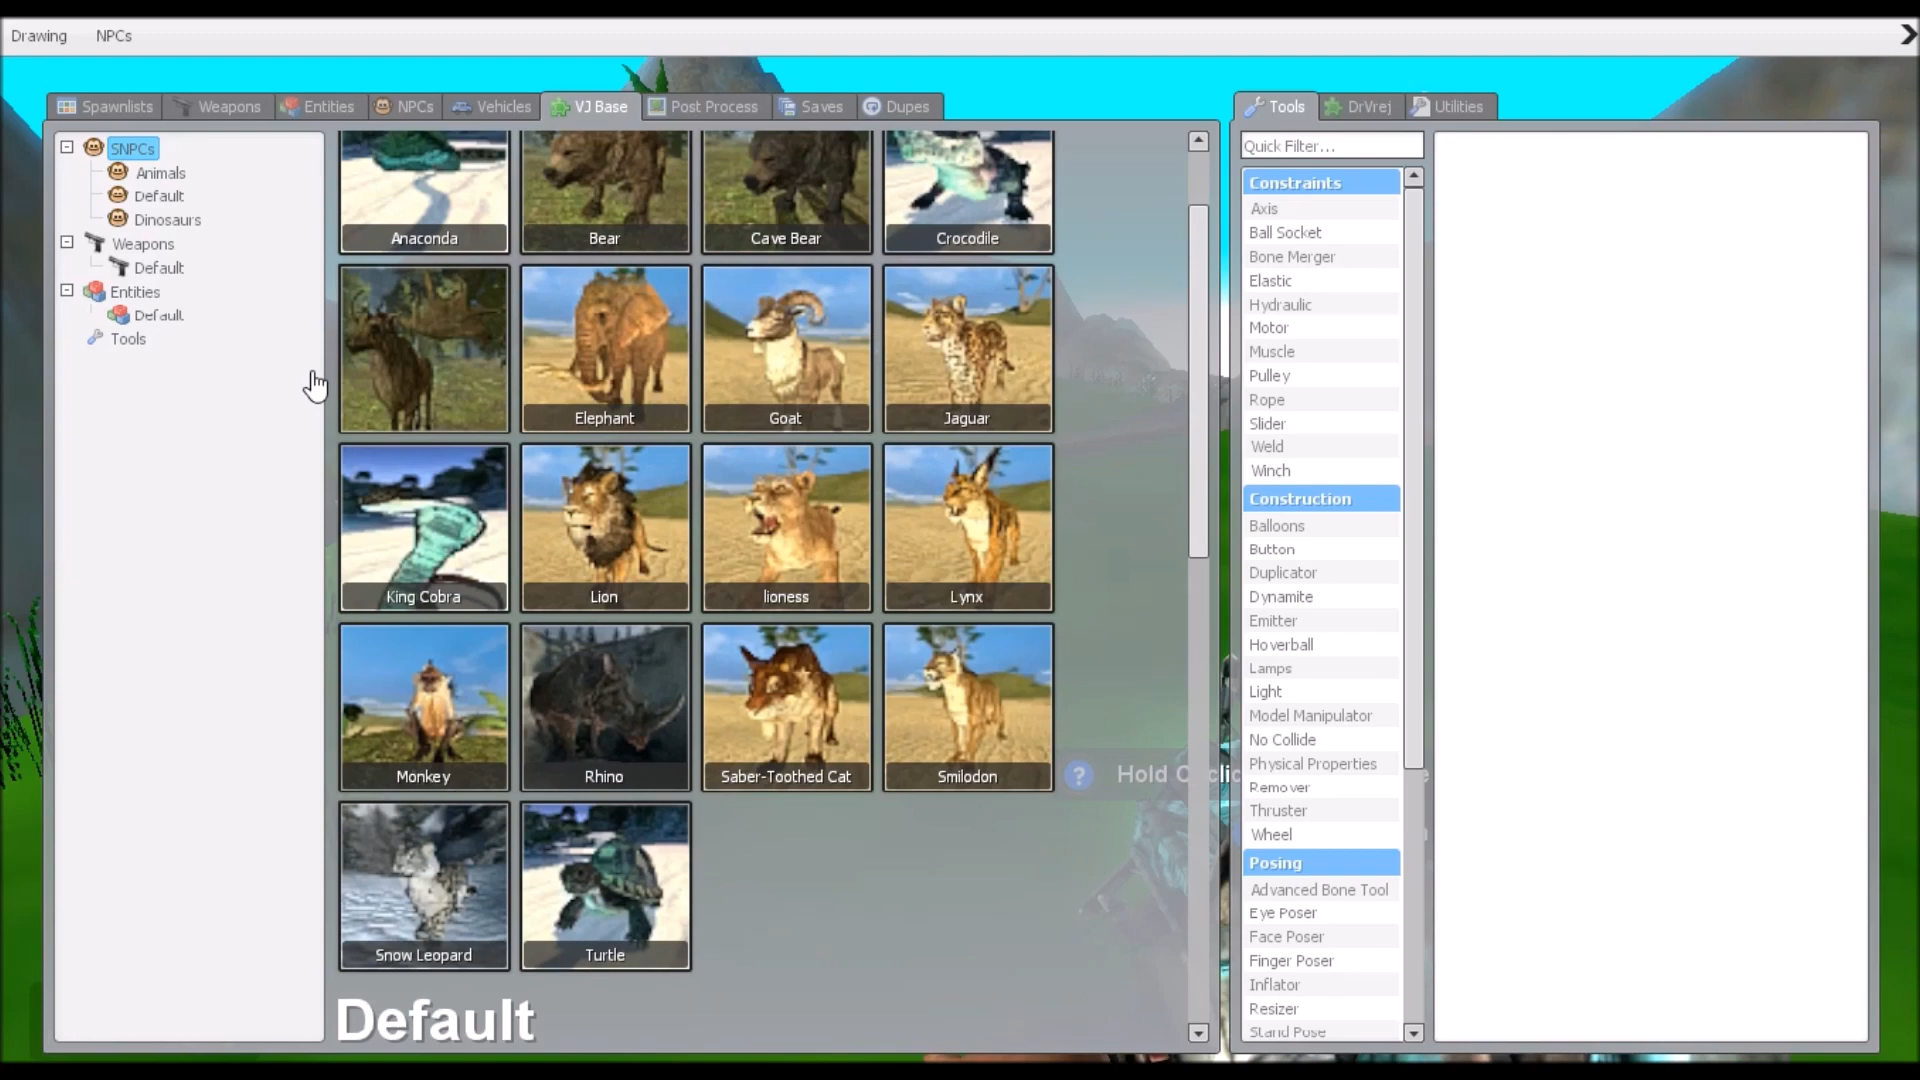 Drawing NPCs
Spawnlists Weapons Entities NPCs Vehicles VJ Base Post Process Saves Dupes
SNPCs
Animals
Default
Dinosaurs
Weapons
Default
Entities
Default
Tools
Anaconda Bear Cave Bear Crocodile
Elephant Goat Jaguar
King Cobra Lion lioness Lynx
Monkey Rhino Saber-Toothed Cat Smilodon
Snow Leopard Turtle
Default
? Hold
Tools DrVrej Utilities
Quick Filter...
Constraints
Axis
Ball Socket
Bone Merger
Elastic
Hydraulic
Motor
Muscle
Pulley
Rope
Slider
Weld
Winch
Construction
Balloons
Button
Duplicator
Dynamite
Emitter
Hoverball
Lamps
Light
Model Manipulator
No Collide
Physical Properties
Remover
Thruster
Wheel
Posing
Advanced Bone Tool
Eye Poser
Face Poser
Finger Poser
Inflator
Resizer
Stand Pose